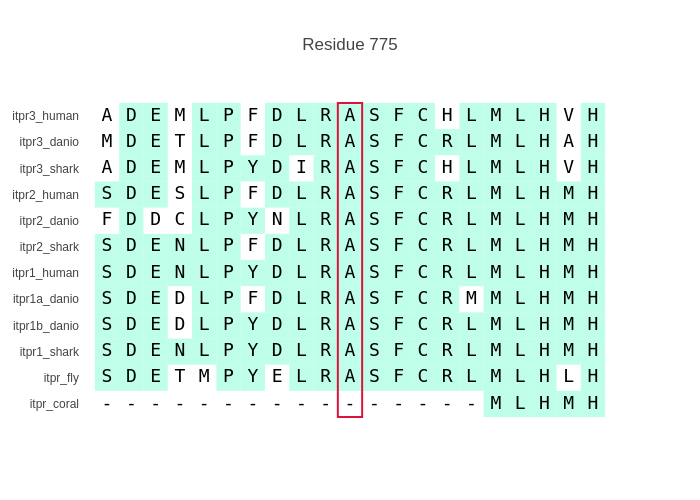 Residue 775
itpr3_human A D E M L P F D L R A S F C H L M L H V H
itpr3_danio M D E T L P F D L R A S F C R L M L H A H
itpr3_shark A D E M L P Y D I R A S F C H L M L H V H
itpr2_human S D E S L P F D L R A S F C R L M L H M H
itpr2_danio F D D C L P Y N L R A S F C R L M L H M H
itpr2_shark S D E N L P F D L R A S F C R L M L H M H
itpr1_human S D E N L P Y D L R A S F C R L M L H M H
itpr1a_danio S D E D L P F D L R A S F C R M M L H M H
itpr1b_danio S D E D L P Y D L R A S F C R L M L H M H
itpr1_shark S D E N L P Y D L R A S F C R L M L H M H
itpr_fly S D E T M P Y E L R A S F C R L M L H L H
itpr_coral - - - - - - - - - - - - - - - - M L H M H